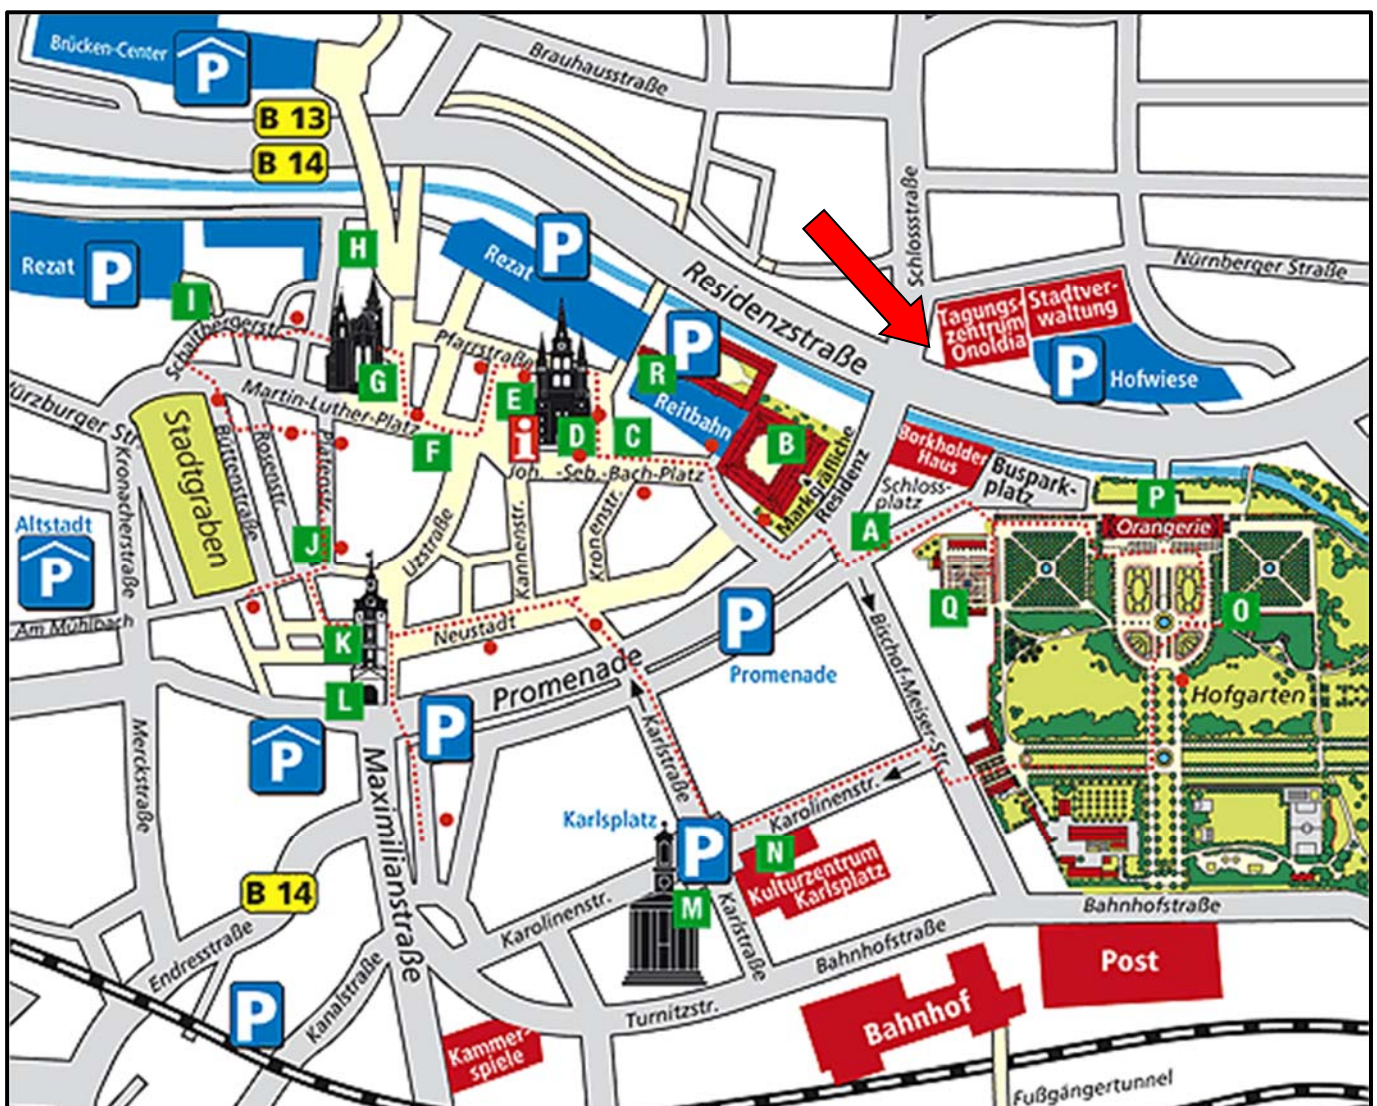 Brücken-Center
P
Brauhausstraße
B 13
B 14
Schlossstraße
Nürnberger Straße
Rezat
P
H
I
Rezat
P
Residenzstraße
Tagungs-
zentrum
Onoldia
Stadtver-
waltung
P
Hofwiese
Schaitbergerstr.
G
Pfarrstraße
E
P
R
Reitbahn
Martin-Luther-Platz
F
i
D
C
B
Markgräfliche
Residenz
Borkholder
Haus
Schloss-
platz
Buspark-
platz
P
Würzburger Str.
Stadtgraben
Büttenstraße
Rosenstr.
Platenstr.
Joh. -Seb.-Bach-Platz
Kronacherstraße
Altstadt
P
J
Uzstraße
Kannenstr.
Kronenstr.
A
Orangerie
Q
O
Am Mühlbach
K
Neustadt
P
Promenade
Promenade
Bischof-Meiser-Str.
Hofgarten
L
P
P
Merckstraße
Maximilianstraße
Karlstraße
Karolinenstr.
Karlsplatz
P
N
Kulturzentrum
Karlsplatz
M
B 14
Karolinenstr.
Karlstraße
Bahnhofstraße
Bahnhofstraße
Endresstraße
Kanalstraße
P
Turnitzstr.
Post
Bahnhof
Kammer-
spiele
Fußgängertunnel